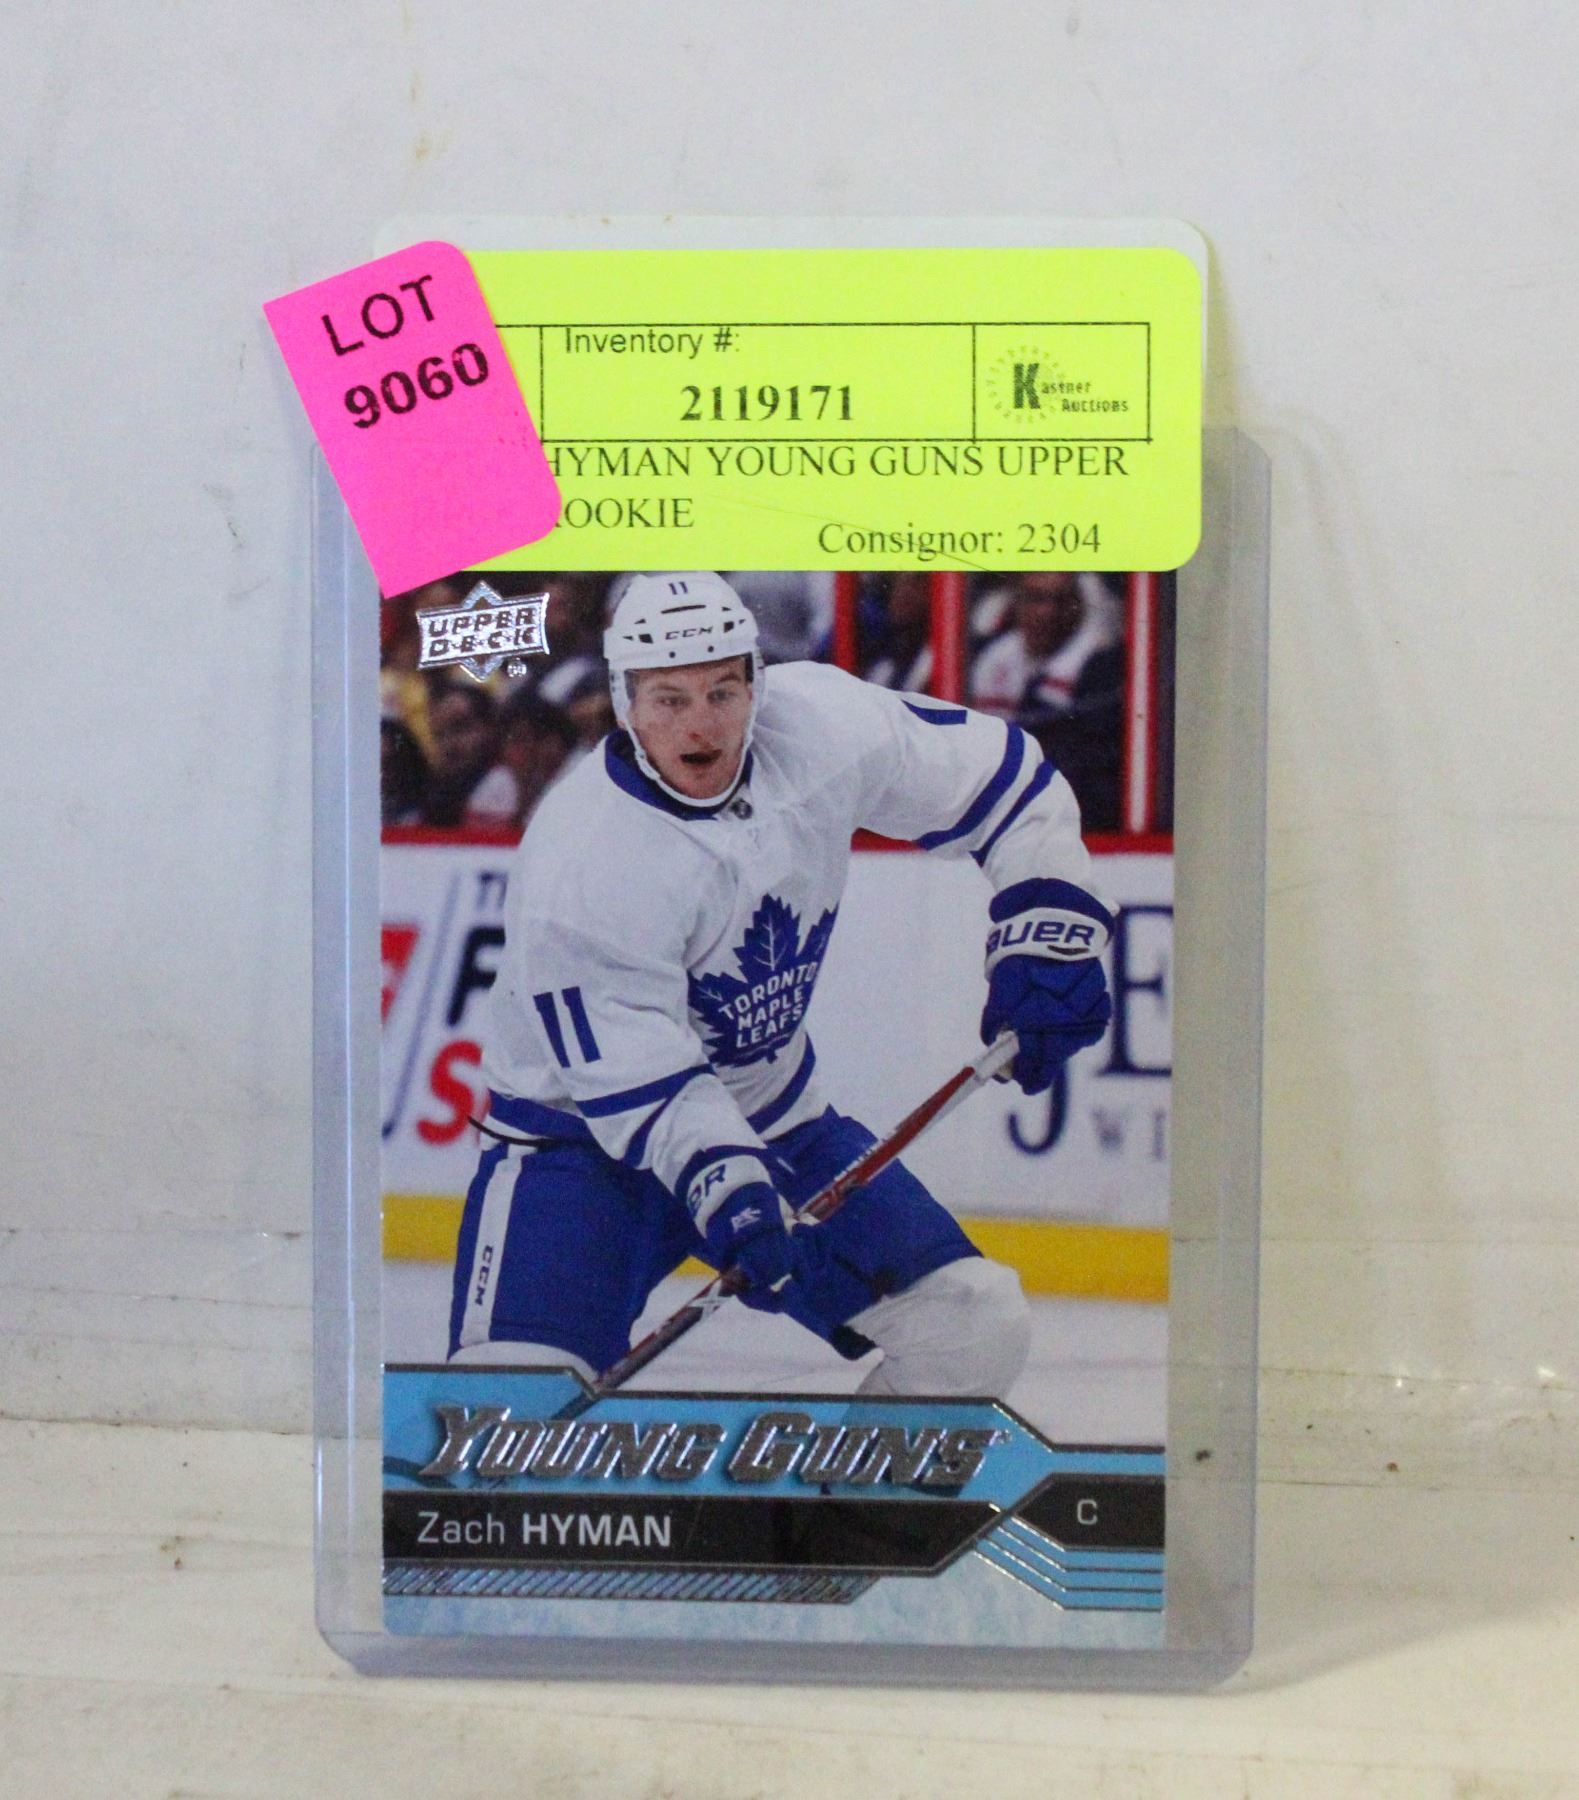 LOT
9060
Inventory #:
2119171
Kastner
Auctions
HYMAN YOUNG GUNS UPPER
ROOKIE
Consignor: 2304
UPPER
DECK
11
CCM
BAUER
TORONTO
MAPLE
LEAFS
11
CCM
YOUNG GUNS
Zach HYMAN
C